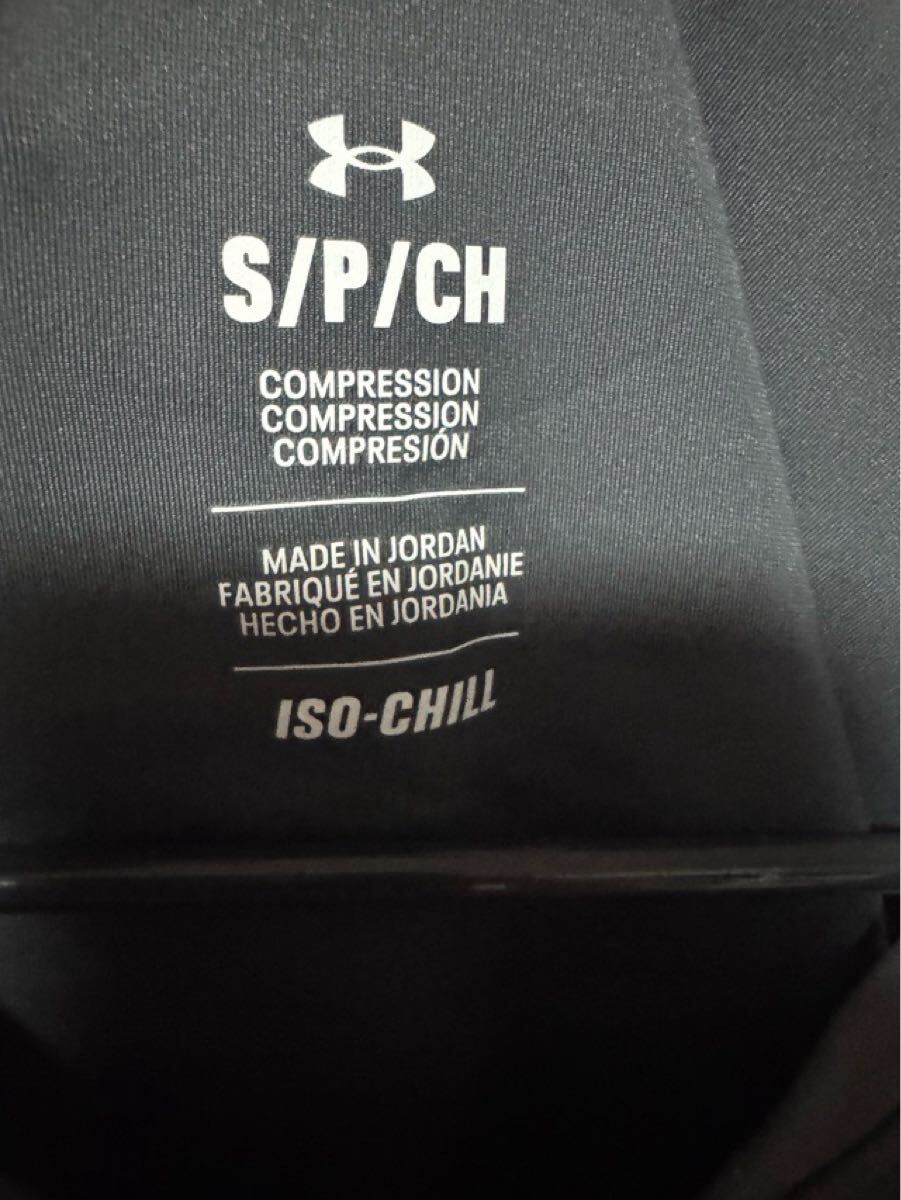 S/P/CH
COMPRESSION
COMPRESSION
COMPRESIÓN
MADE IN JORDAN
FABRIQUÉ EN JORDANIE
HECHO EN JORDANIA
ISO-CHILL